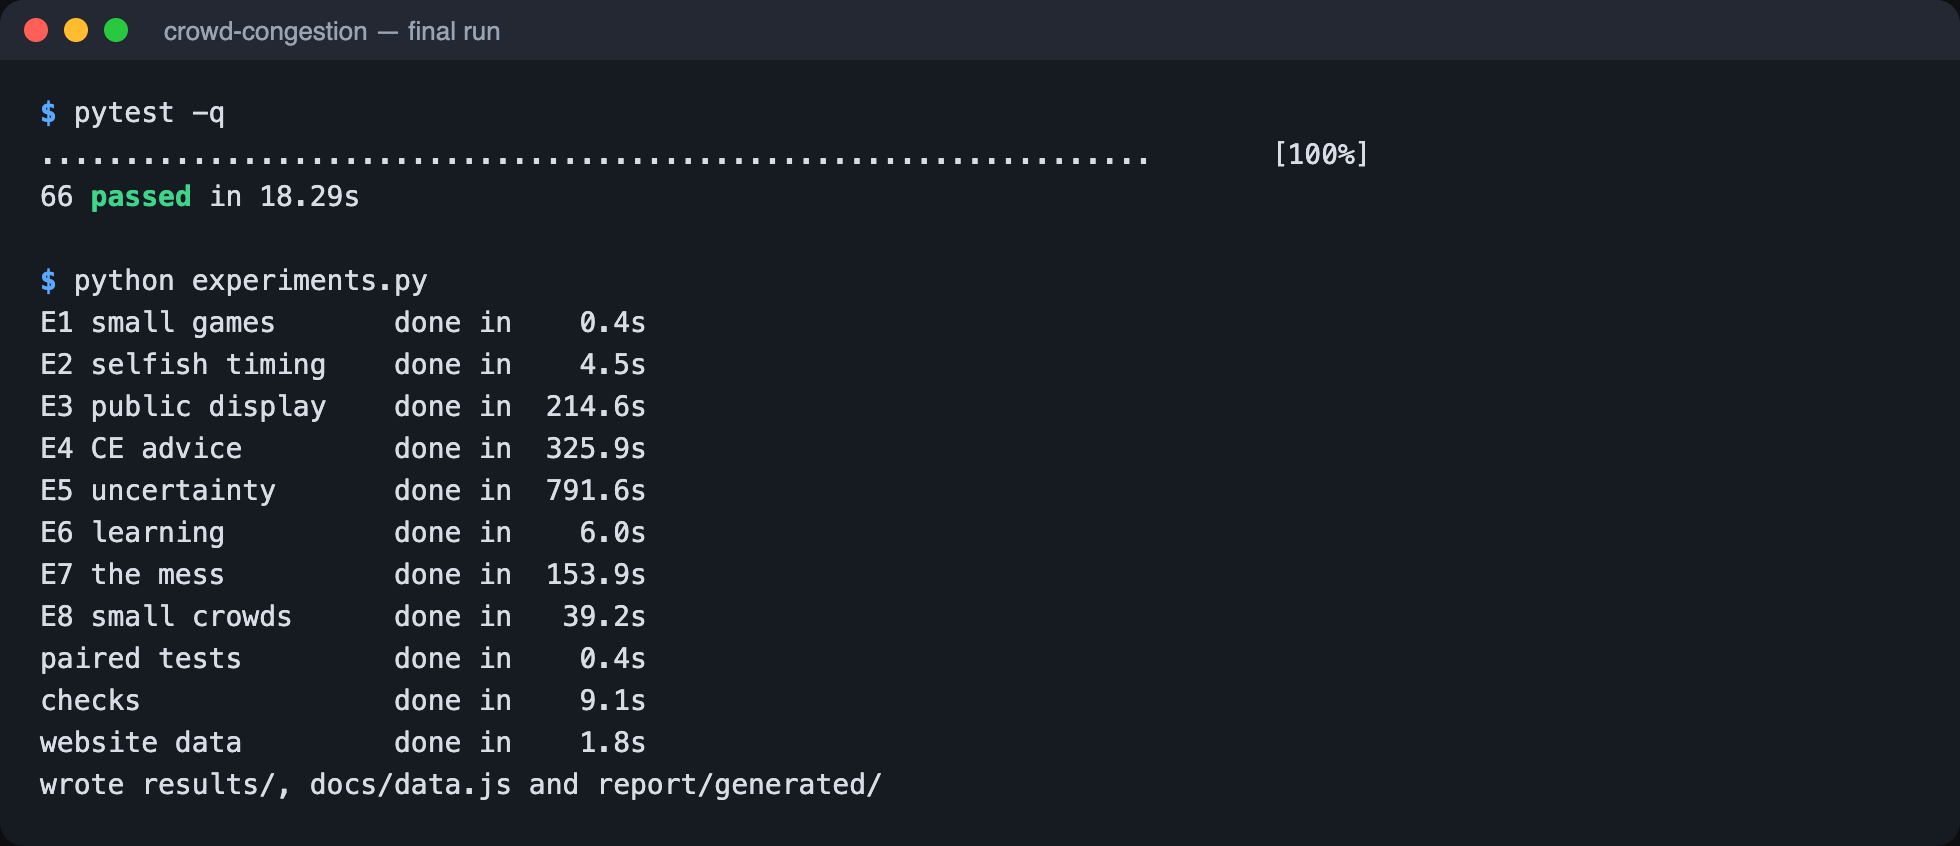 crowd-congestion — final run
$ pytest -q
.................................................................. [100%]
66 passed in 18.29s
$ python experiments.py
E1 small games       done in    0.4s
E2 selfish timing    done in    4.5s
E3 public display    done in  214.6s
E4 CE advice         done in  325.9s
E5 uncertainty       done in  791.6s
E6 learning          done in    6.0s
E7 the mess          done in  153.9s
E8 small crowds      done in   39.2s
paired tests         done in    0.4s
checks               done in    9.1s
website data         done in    1.8s
wrote results/, docs/data.js and report/generated/